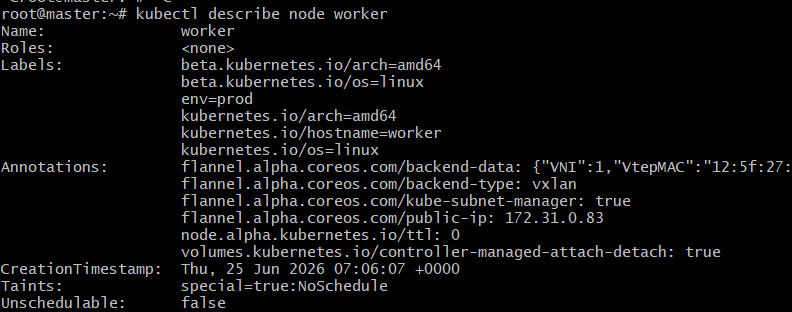 root@master:~# kubectl describe node worker
Name:               worker
Roles:              <none>
Labels:             beta.kubernetes.io/arch=amd64
                    beta.kubernetes.io/os=linux
                    env=prod
                    kubernetes.io/arch=amd64
                    kubernetes.io/hostname=worker
                    kubernetes.io/os=linux
Annotations:        flannel.alpha.coreos.com/backend-data: {"VNI":1,"VtepMAC":"12:5f:27:
                    flannel.alpha.coreos.com/backend-type: vxlan
                    flannel.alpha.coreos.com/kube-subnet-manager: true
                    flannel.alpha.coreos.com/public-ip: 172.31.0.83
                    node.alpha.kubernetes.io/ttl: 0
                    volumes.kubernetes.io/controller-managed-attach-detach: true
CreationTimestamp:  Thu, 25 Jun 2026 07:06:07 +0000
Taints:             special=true:NoSchedule
Unschedulable:      false